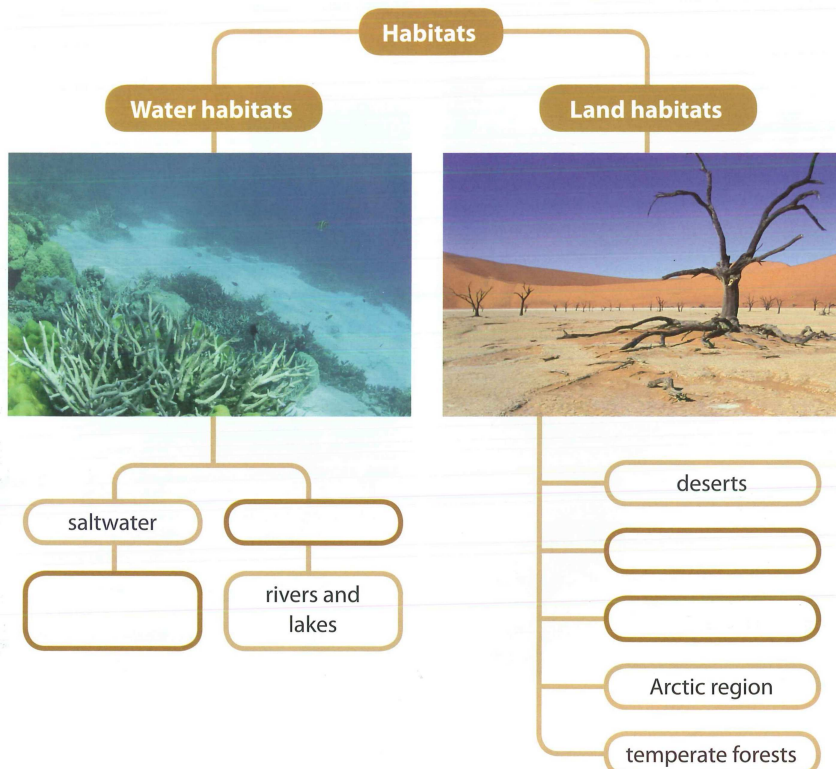 Habitats
Water habitats
Land habitats
saltwater
rivers and
lakes
deserts
Arctic region
temperate forests